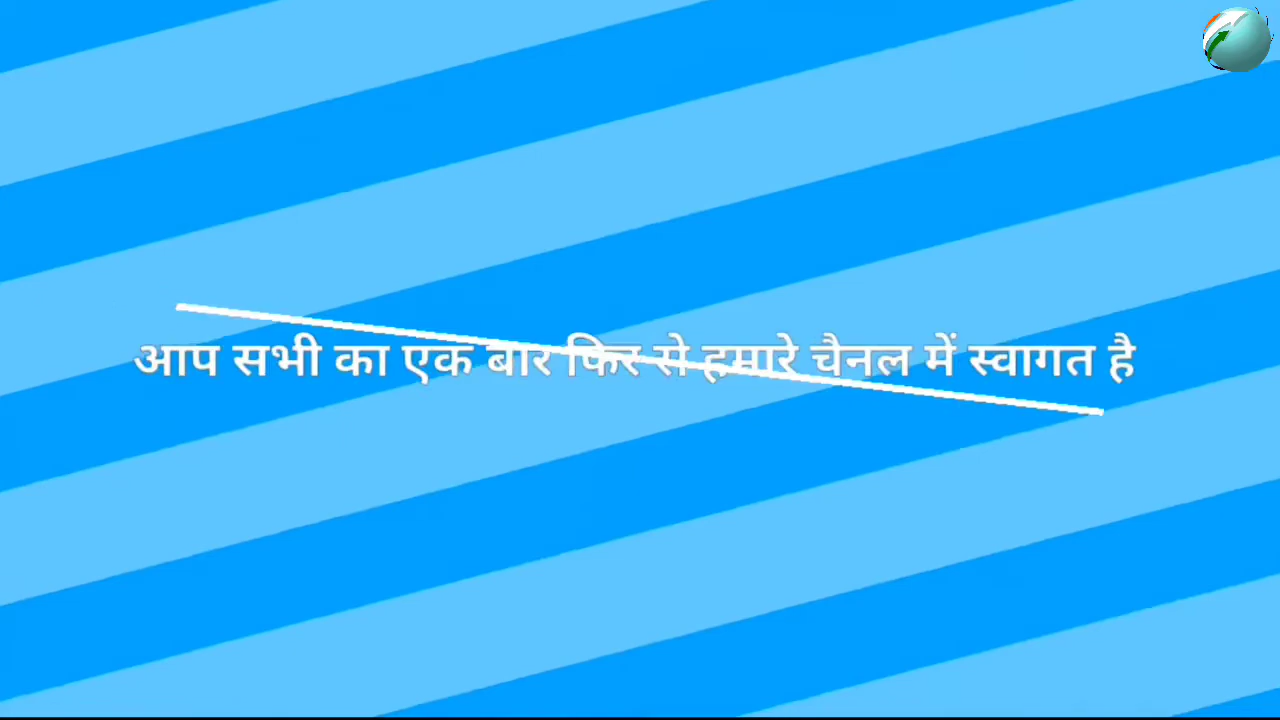 आप सभी का एक बार फिर से हमारे चैनल में स्वागत है